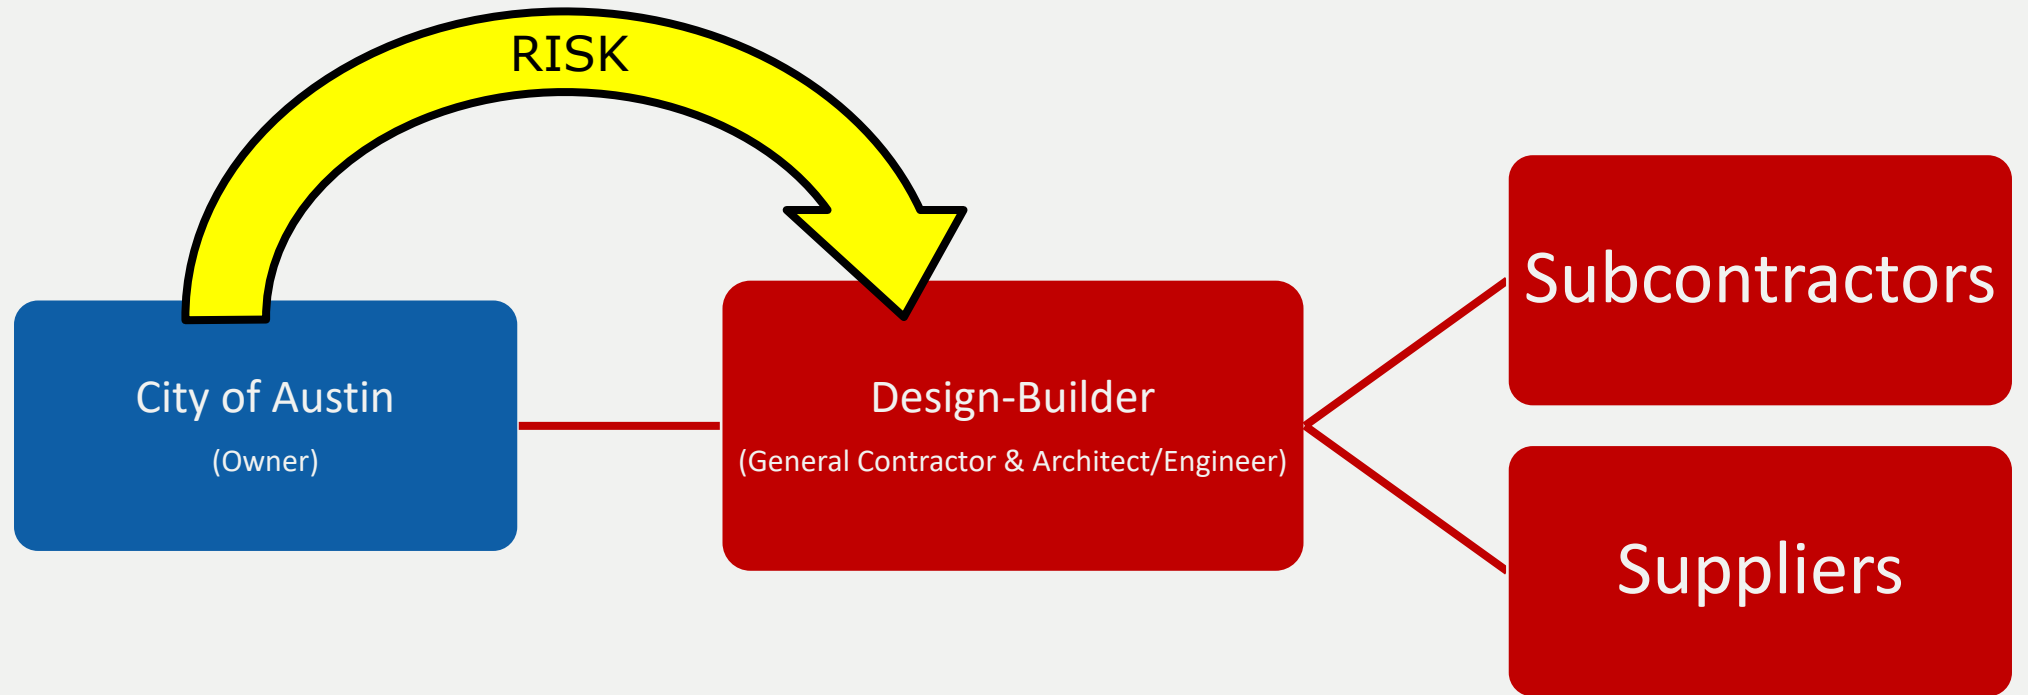 RISK
City of Austin
(Owner)
Design-Builder
(General Contractor & Architect/Engineer)
Subcontractors
Suppliers